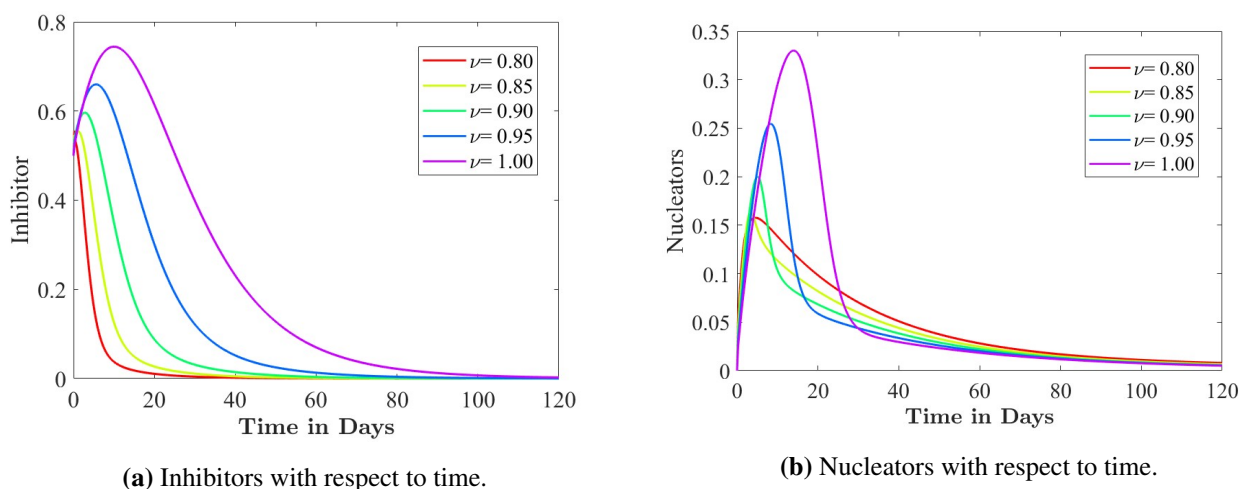 0.8
0.6
0.4
0.2
0
Inhibitor
ν= 0.80
ν= 0.85
ν= 0.90
ν= 0.95
ν= 1.00
0 20 40 60 80 100 120
Time in Days
(a) Inhibitors with respect to time.
0.35
0.3
0.25
0.2
0.15
0.1
0.05
0
Nucleators
ν= 0.80
ν= 0.85
ν= 0.90
ν= 0.95
ν= 1.00
0 20 40 60 80 100 120
Time in Days
(b) Nucleators with respect to time.